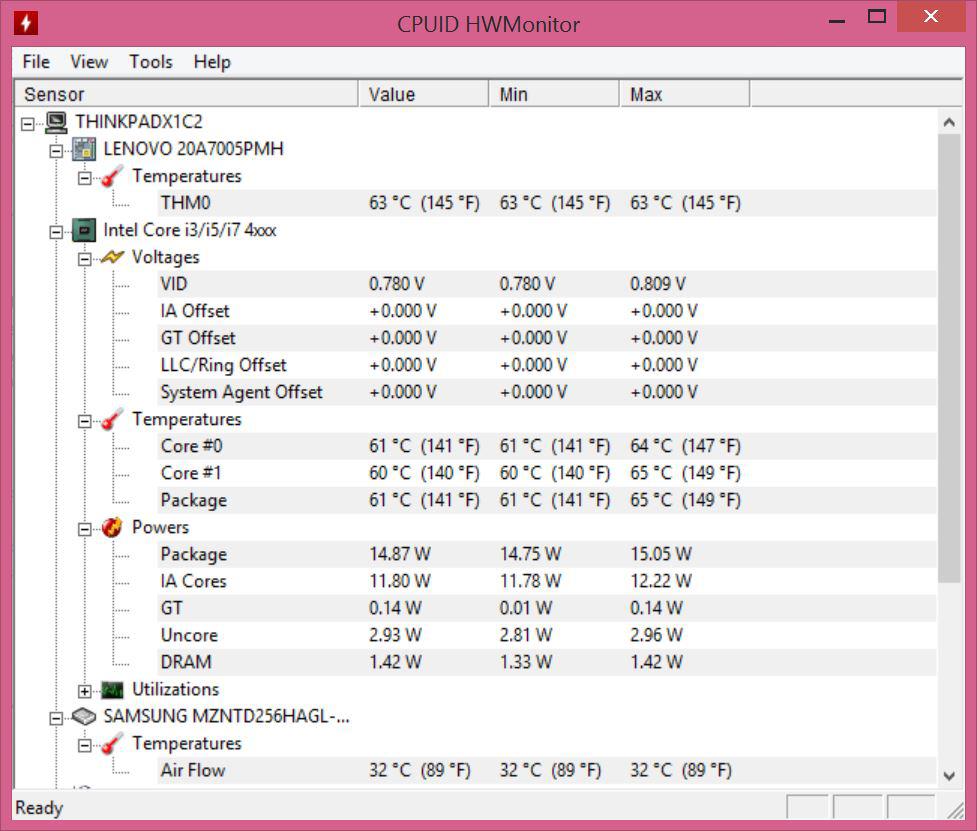 CPUID HWMonitor
File View Tools Help
Sensor Value Min Max
THINKPADX1C2
LENOVO 20A7005PMH
Temperatures
THM0 63 °C (145 °F) 63 °C (145 °F) 63 °C (145 °F)
Intel Core i3/i5/i7 4xxx
Voltages
VID 0.780 V 0.780 V 0.809 V
IA Offset +0.000 V +0.000 V +0.000 V
GT Offset +0.000 V +0.000 V +0.000 V
LLC/Ring Offset +0.000 V +0.000 V +0.000 V
System Agent Offset +0.000 V +0.000 V +0.000 V
Temperatures
Core #0 61 °C (141 °F) 61 °C (141 °F) 64 °C (147 °F)
Core #1 60 °C (140 °F) 60 °C (140 °F) 65 °C (149 °F)
Package 61 °C (141 °F) 61 °C (141 °F) 65 °C (149 °F)
Powers
Package 14.87 W 14.75 W 15.05 W
IA Cores 11.80 W 11.78 W 12.22 W
GT 0.14 W 0.01 W 0.14 W
Uncore 2.93 W 2.81 W 2.96 W
DRAM 1.42 W 1.33 W 1.42 W
Utilizations
SAMSUNG MZNTD256HAGL-...
Temperatures
Air Flow 32 °C (89 °F) 32 °C (89 °F) 32 °C (89 °F)
Ready